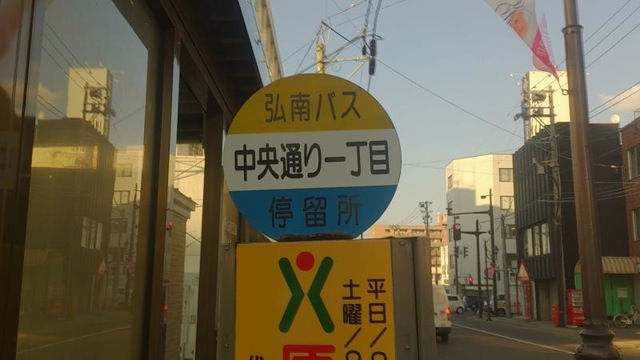 弘南バス
中央通り一丁目
停留所
平日/
土曜/